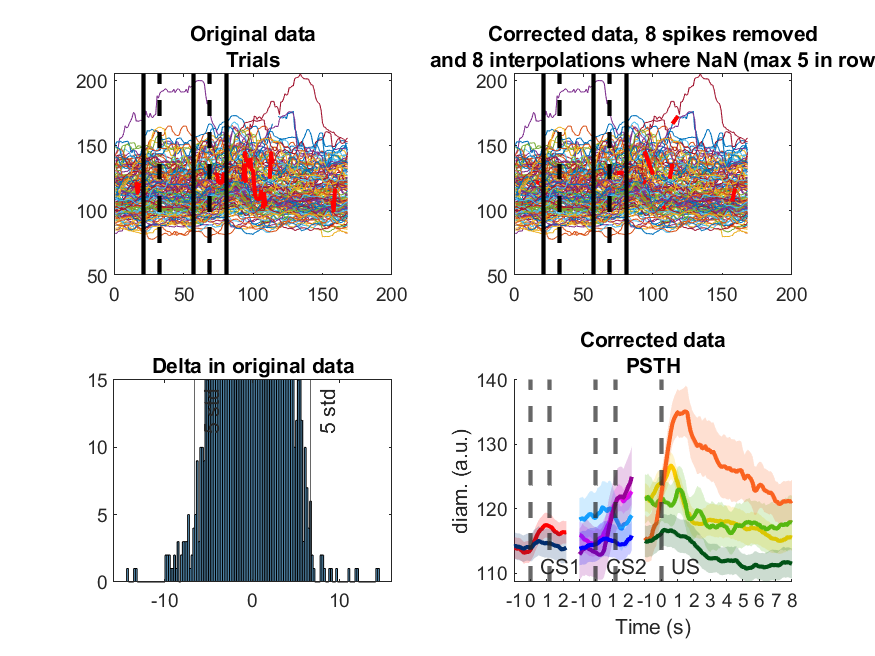 Original data
Trials
200
150
100
50
0
50
100
150
200
Corrected data, 8 spikes removed
and 8 interpolations where NaN (max 5 in row
200
150
100
50
0
50
100
150
200
Delta in original data
15
10
5
0
-10
0
10
5 std
5 std
Corrected data
PSTH
140
130
120
110
diam. (a.u.)
CS1
CS2
US
-1 0 1 2 -1 0 1 2 -1 0 1 2 3 4 5 6 7 8
Time (s)